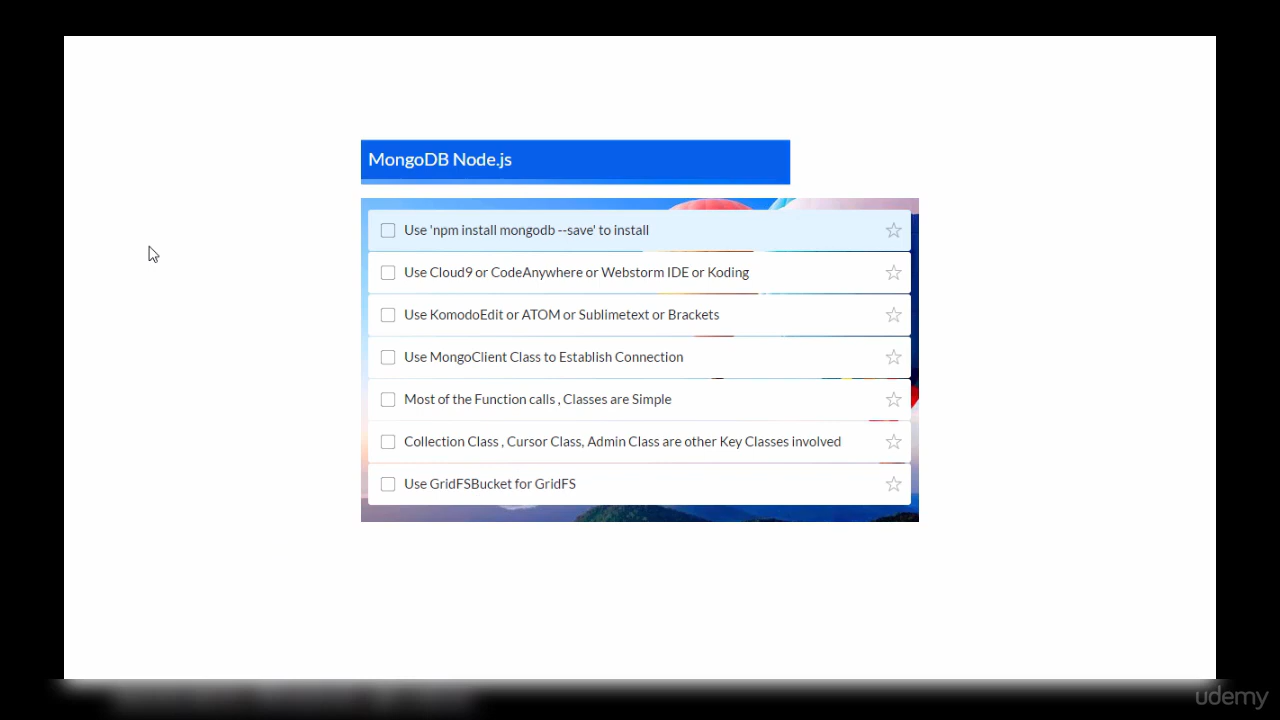 MongoDB Node.js
Use 'npm install mongodb --save' to install
Use Cloud9 or CodeAnywhere or Webstorm IDE or Koding
Use KomodoEdit or ATOM or Sublimetext or Brackets
Use MongoClient Class to Establish Connection
Most of the Function calls , Classes are Simple
Collection Class , Cursor Class, Admin Class are other Key Classes involved
Use GridFSBucket for GridFS
udemy